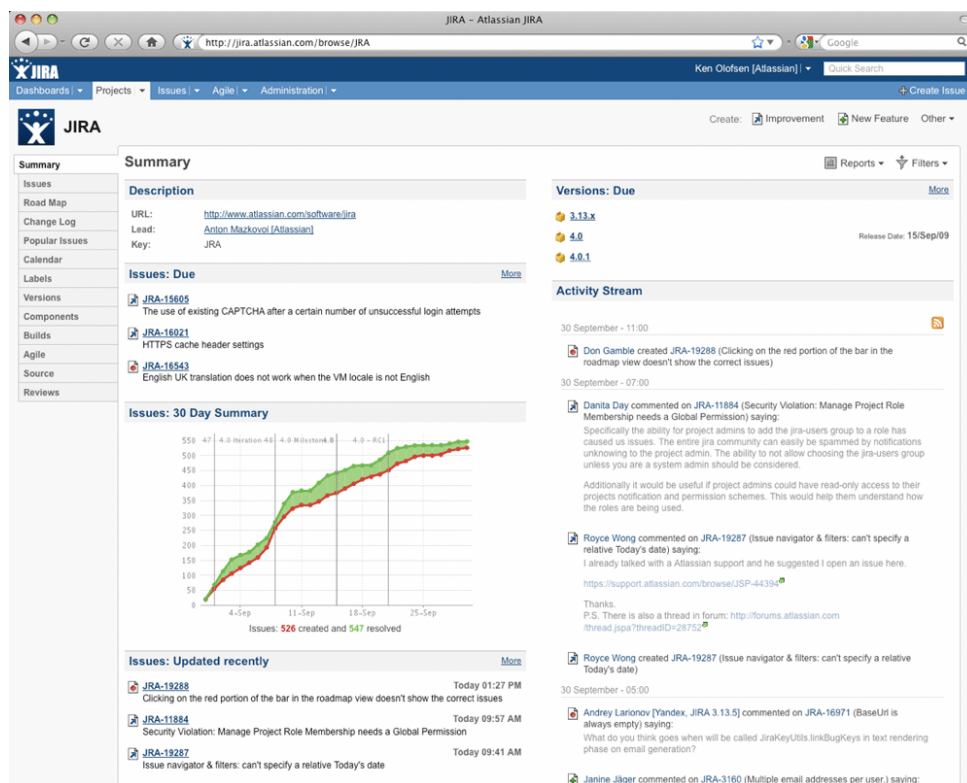 JIRA - Atlassian JIRA
http://jira.atlassian.com/browse/JRA
Google
JIRA
Ken Olofsen [Atlassian]
Quick Search
Dashboards
Projects
Issues
Agile
Administration
Create Issue
JIRA
Create:
Improvement
New Feature
Other
Summary
Issues
Road Map
Change Log
Popular Issues
Calendar
Labels
Versions
Components
Builds
Agile
Source
Reviews
Summary
Reports
Filters
Description
URL: http://www.atlassian.com/software/jira
Lead: Anton Mazkovoi [Atlassian]
Key: JRA
Issues: Due More
JRA-15605
The use of existing CAPTCHA after a certain number of unsuccessful login attempts
JRA-16021
HTTPS cache header settings
JRA-16543
English UK translation does not work when the VM locale is not English
Issues: 30 Day Summary
47 4.0 Iteration 48 4.0 Milestone 4.0 - RC1
550
500
450
400
350
300
250
200
150
100
50
0
4-Sep 11-Sep 18-Sep 25-Sep
Issues: 526 created and 547 resolved
Issues: Updated recently More
JRA-19288 Today 01:27 PM
Clicking on the red portion of the bar in the roadmap view doesn't show the correct issues
JRA-11884 Today 09:57 AM
Security Violation: Manage Project Role Membership needs a Global Permission
JRA-19287 Today 09:41 AM
Issue navigator & filters: can't specify a relative Today's date
Versions: Due More
3.13.x
4.0 Release Date: 15/Sep/09
4.0.1
Activity Stream
30 September - 11:00
Don Gamble created JRA-19288 (Clicking on the red portion of the bar in the
roadmap view doesn't show the correct issues)
30 September - 07:00
Danita Day commented on JRA-11884 (Security Violation: Manage Project Role
Membership needs a Global Permission) saying:
Specifically the ability for project admins to add the jira-users group to a role has
caused us issues. The entire jira community can easily be spammed by notifications
unknowing to the project admin. The ability to not allow choosing the jira-users group
unless you are a system admin should be considered.
Additionally it would be useful if project admins could have read-only access to their
projects notification and permission schemes. This would help them understand how
the roles are being used.
Royce Wong commented on JRA-19287 (Issue navigator & filters: can't specify a
relative Today's date) saying:
I already talked with a Atlassian support and he suggested I open an issue here.
https://support.atlassian.com/browse/JSP-44394
Thanks.
P.S. There is also a thread in forum: http://forums.atlassian.com
/thread.jspa?threadID=28752
Royce Wong created JRA-19287 (Issue navigator & filters: can't specify a relative
Today's date)
30 September - 05:00
Andrey Larionov [Yandex, JIRA 3.13.5] commented on JRA-16971 (BaseUrl is
always empty) saying:
What do you think goes when will be called JiraKeyUtils.linkBugKeys in text rendering
phase on email generation?
Janine Jäger commented on JRA-3160 (Multiple email addresses per user.) saying: